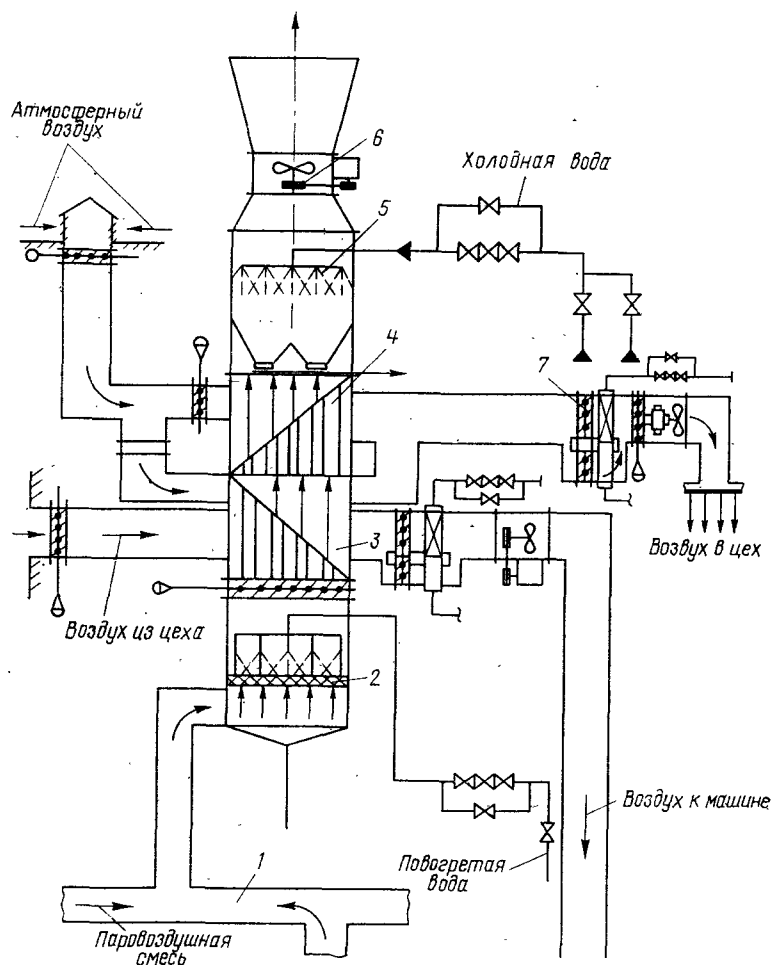 Атмосферный
воздух
6
Холодная вода
5
4
7
3
Воздух в цех
Воздух из цеха
2
Воздух к машине
Повогретая
вода
1
Паровоздушная
смесь